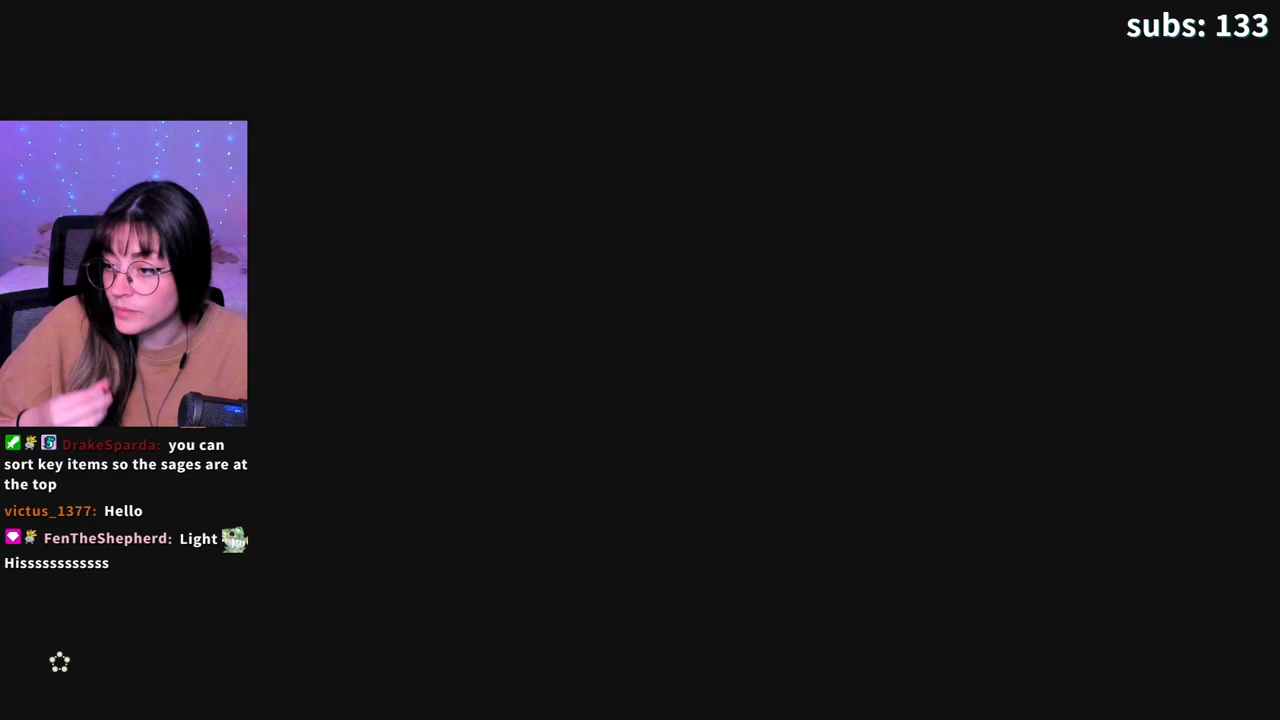 subs: 133
DrakeSparda: you can
sort key items so the sages are at
the top
victus_1377: Hello
FenTheShepherd: Light
Hissssssssssss